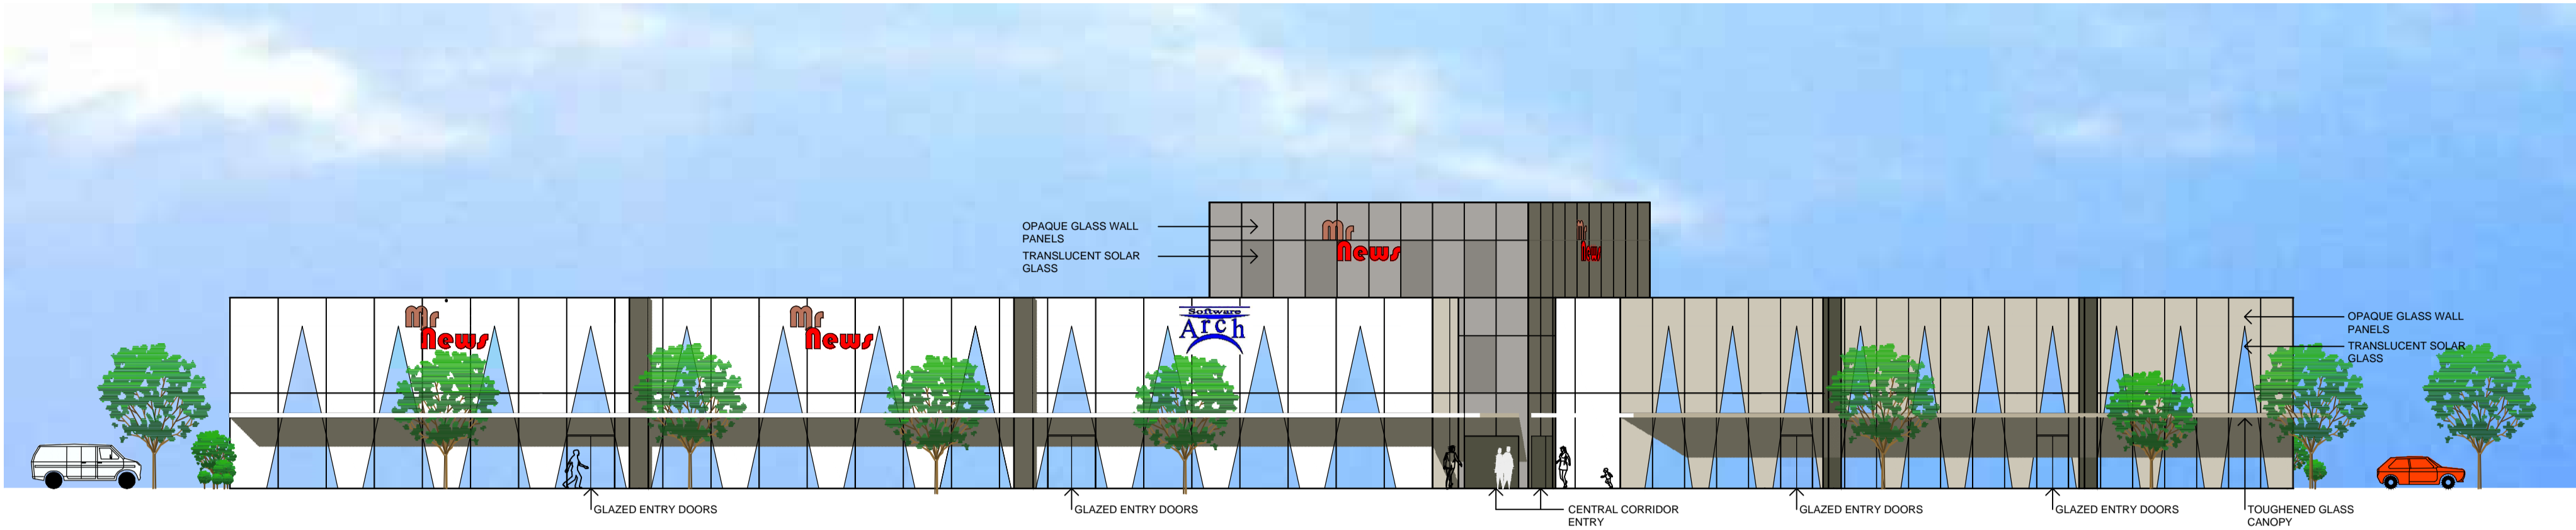 OPAQUE GLASS WALL
PANELS
TRANSLUCENT SOLAR
GLASS
Mr
News
Mr
News
Mr
News
Mr
News
Software
Arch
OPAQUE GLASS WALL
PANELS
TRANSLUCENT SOLAR
GLASS
GLAZED ENTRY DOORS
GLAZED ENTRY DOORS
CENTRAL CORRIDOR
ENTRY
GLAZED ENTRY DOORS
GLAZED ENTRY DOORS
TOUGHENED GLASS
CANOPY